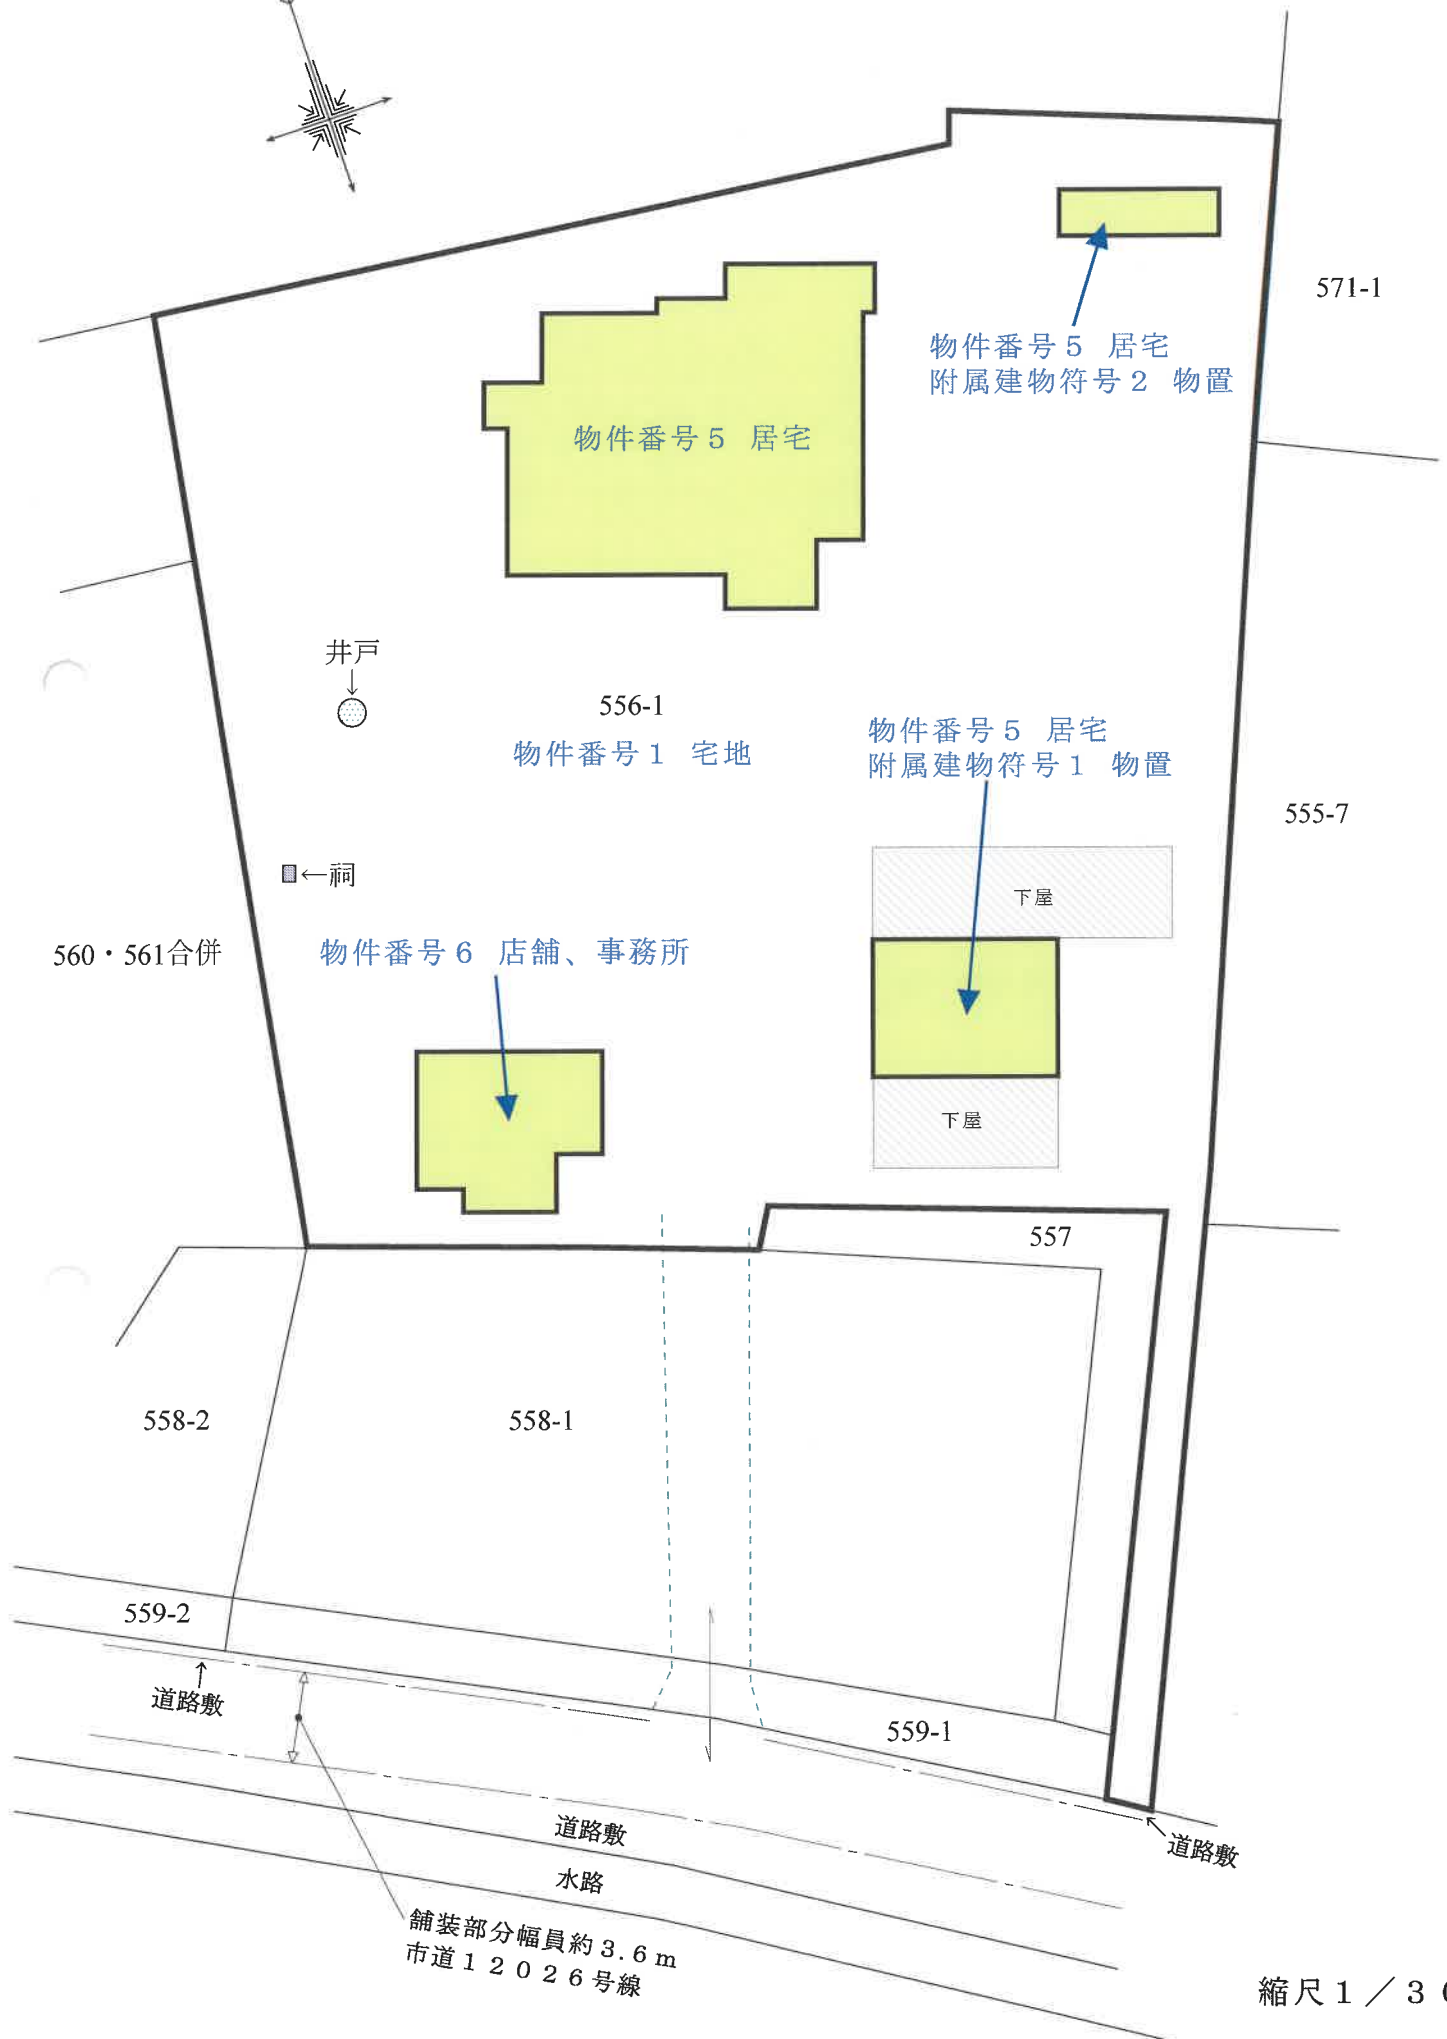 571-1
物件番号5 居宅
附属建物符号2 物置
物件番号5 居宅
井戸
556-1
物件番号1 宅地
物件番号5 居宅
附属建物符号1 物置
555-7
下屋
←祠
560・561合併
物件番号6 店舗、事務所
下屋
557
558-2
558-1
559-2
道路敷
559-1
道路敷
道路敷
水路
舗装部分幅員約3.6m
市道12026号線
縮尺1/3